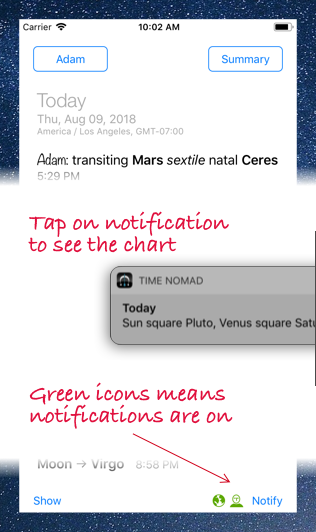 Carrier 10:02 AM
Adam Summary
Today
Thu, Aug 09, 2018
America / Los Angeles, GMT-07:00
Adam: transiting Mars sextile natal Ceres
5:29 PM
Tap on notification
to see the chart
TIME NOMAD
Today
Sun square Pluto, Venus square Satu
Green icons means
notifications are on
Moon → Virgo 8:58 PM
Show Notify